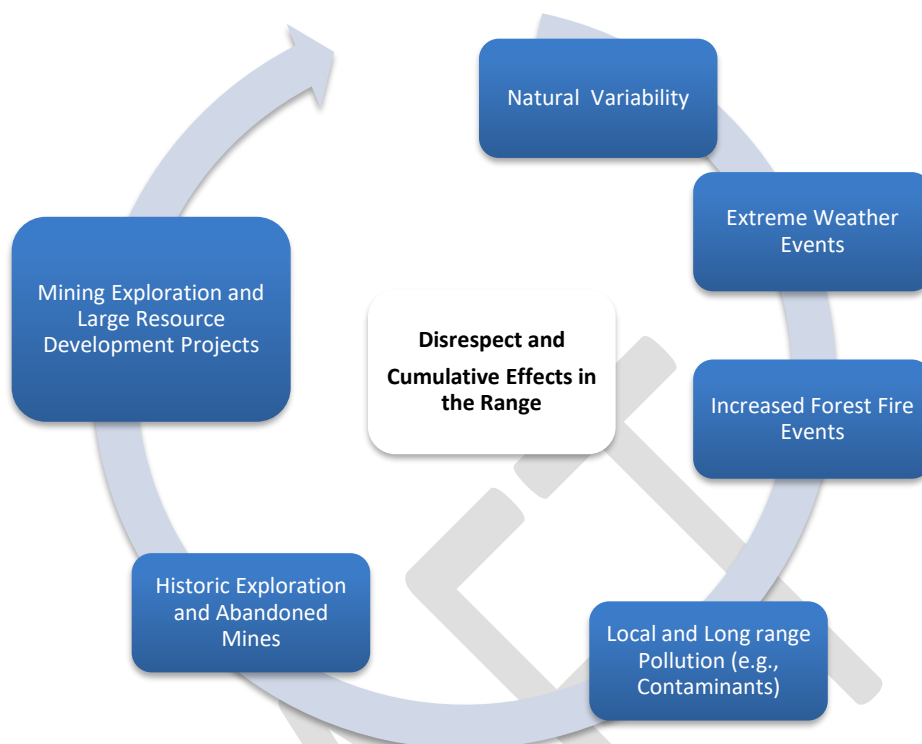 Natural Variability
Extreme Weather
Events
Increased Forest Fire
Events
Local and Long range
Pollution (e.g.,
Contaminants)
Historic Exploration
and Abandoned
Mines
Mining Exploration and
Large Resource
Development Projects
Disrespect and
Cumulative Effects in
the Range